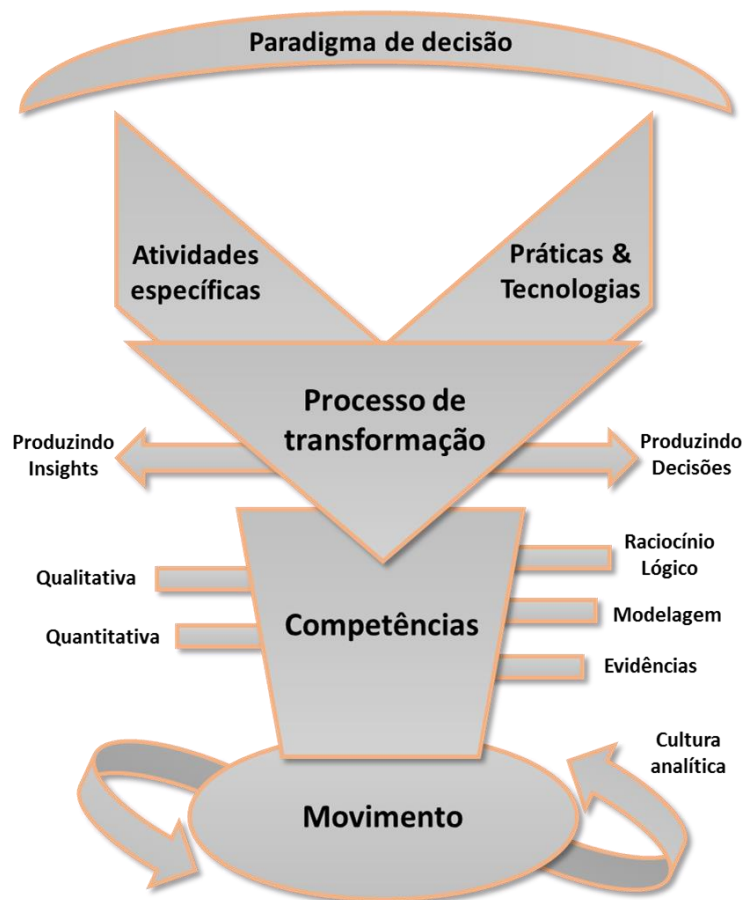 Paradigma de decisão
Atividades
específicas
Práticas &
Tecnologias
Processo de
transformação
Produzindo
Insights
Produzindo
Decisões
Competências
Qualitativa
Quantitativa
Raciocínio
Lógico
Modelagem
Evidências
Cultura
analítica
Movimento